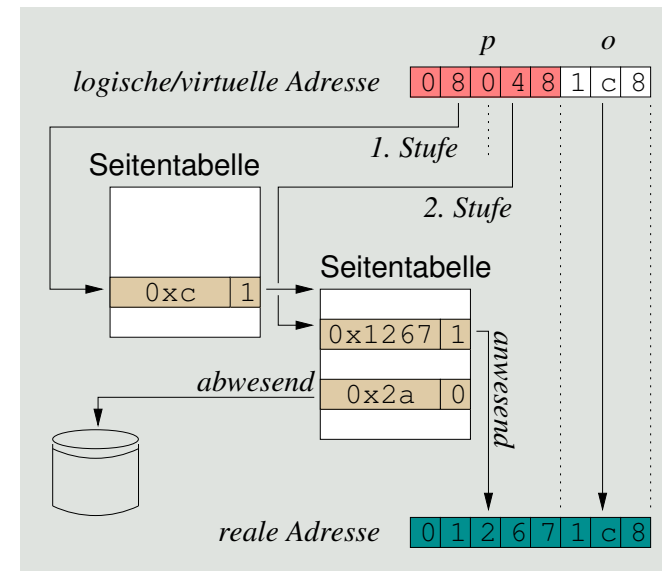 p o
logische/virtuelle Adresse 0 8 0 4 8 1 c 8
1. Stufe
Seitentabelle
2. Stufe
Seitentabelle
0xc 1
0x1267 1
anwesend
abwesend
0x2a 0
reale Adresse 0 1 2 6 7 1 c 8